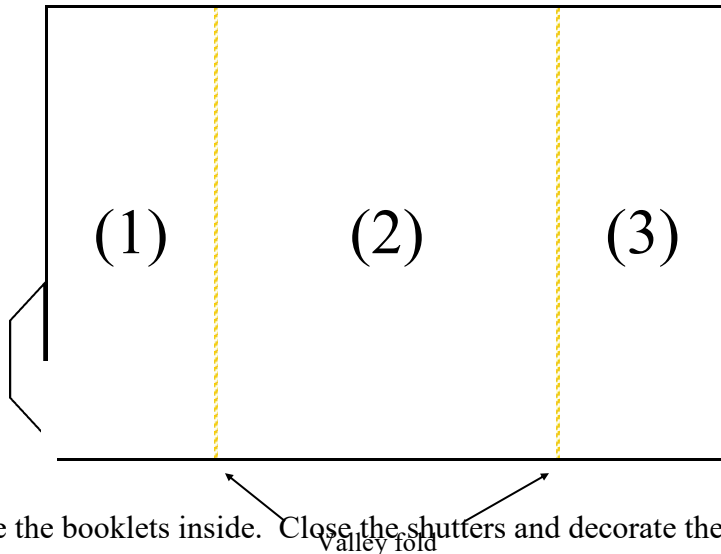 (1) (2) (3)
e the booklets inside.  Close the shutters and decorate the
Valley fold